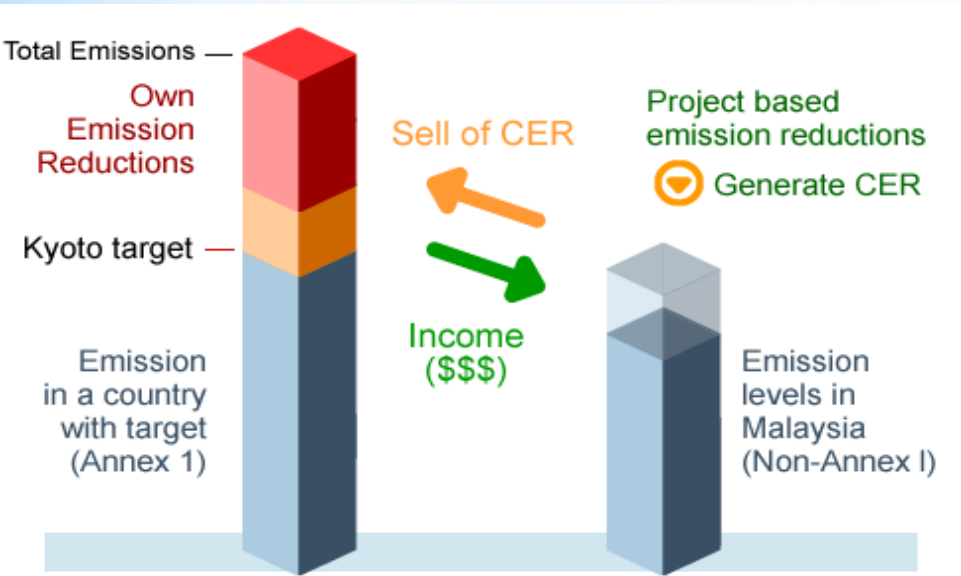 Total Emissions
Own
Emission
Reductions
Kyoto target
Emission
in a country
with target
(Annex 1)
Sell of CER
Income
($$$)
Project based
emission reductions
Generate CER
Emission
levels in
Malaysia
(Non-Annex I)